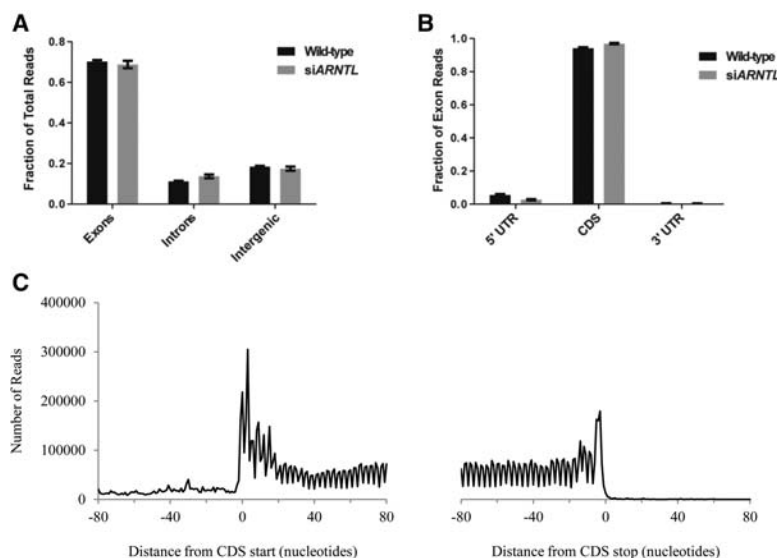 A
Fraction of Total Reads
0.8
0.6
0.4
0.2
0.0
Exons
Introns
Intergenic
Wild-type
siARNTL
B
Fraction of Exon Reads
1.0
0.8
0.6
0.4
0.2
0.0
5' UTR
CDS
3' UTR
Wild-type
siARNTL
C
Number of Reads
400000
300000
200000
100000
0
-80 -40 0 40 80
Distance from CDS start (nucleotides)
-80 -40 0 40 80
Distance from CDS stop (nucleotides)